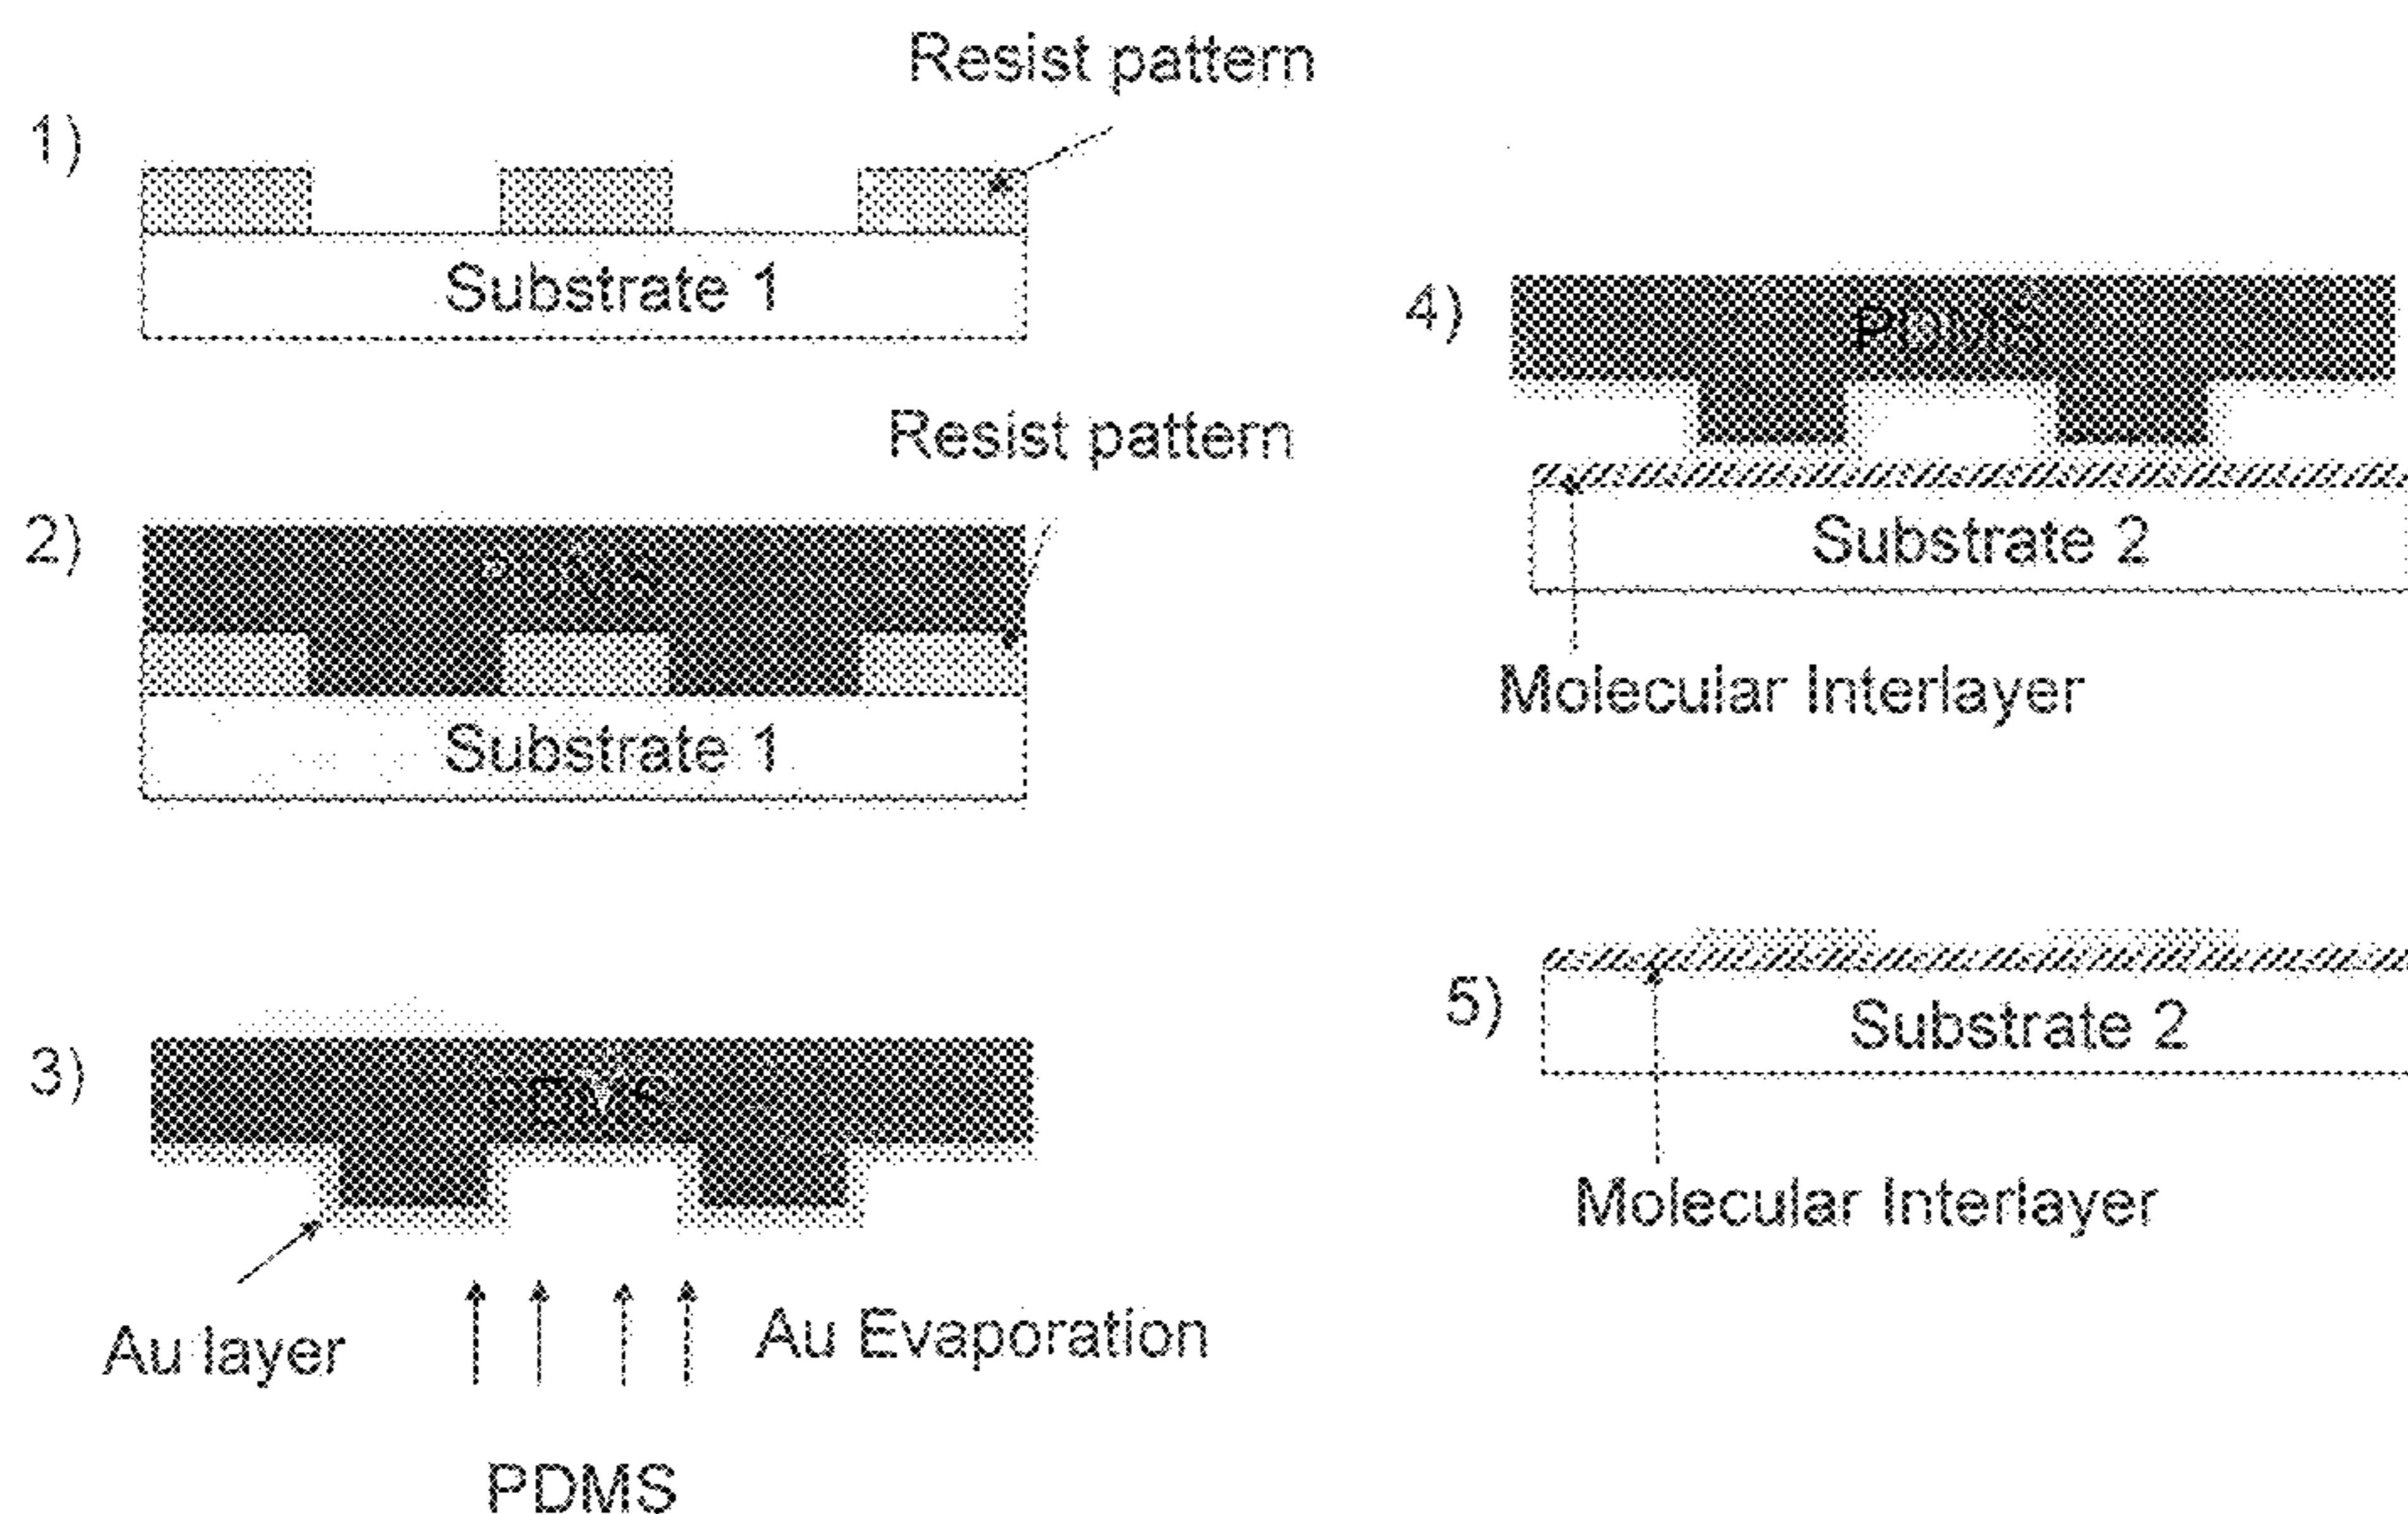 Resist pattern
1)
Substrate 1
Resist pattern
2)
Substrate 1
3)
Au layer
Au Evaporation
PDMS
4)
PDMS
Substrate 2
Molecular Interlayer
5)
Substrate 2
Molecular Interlayer